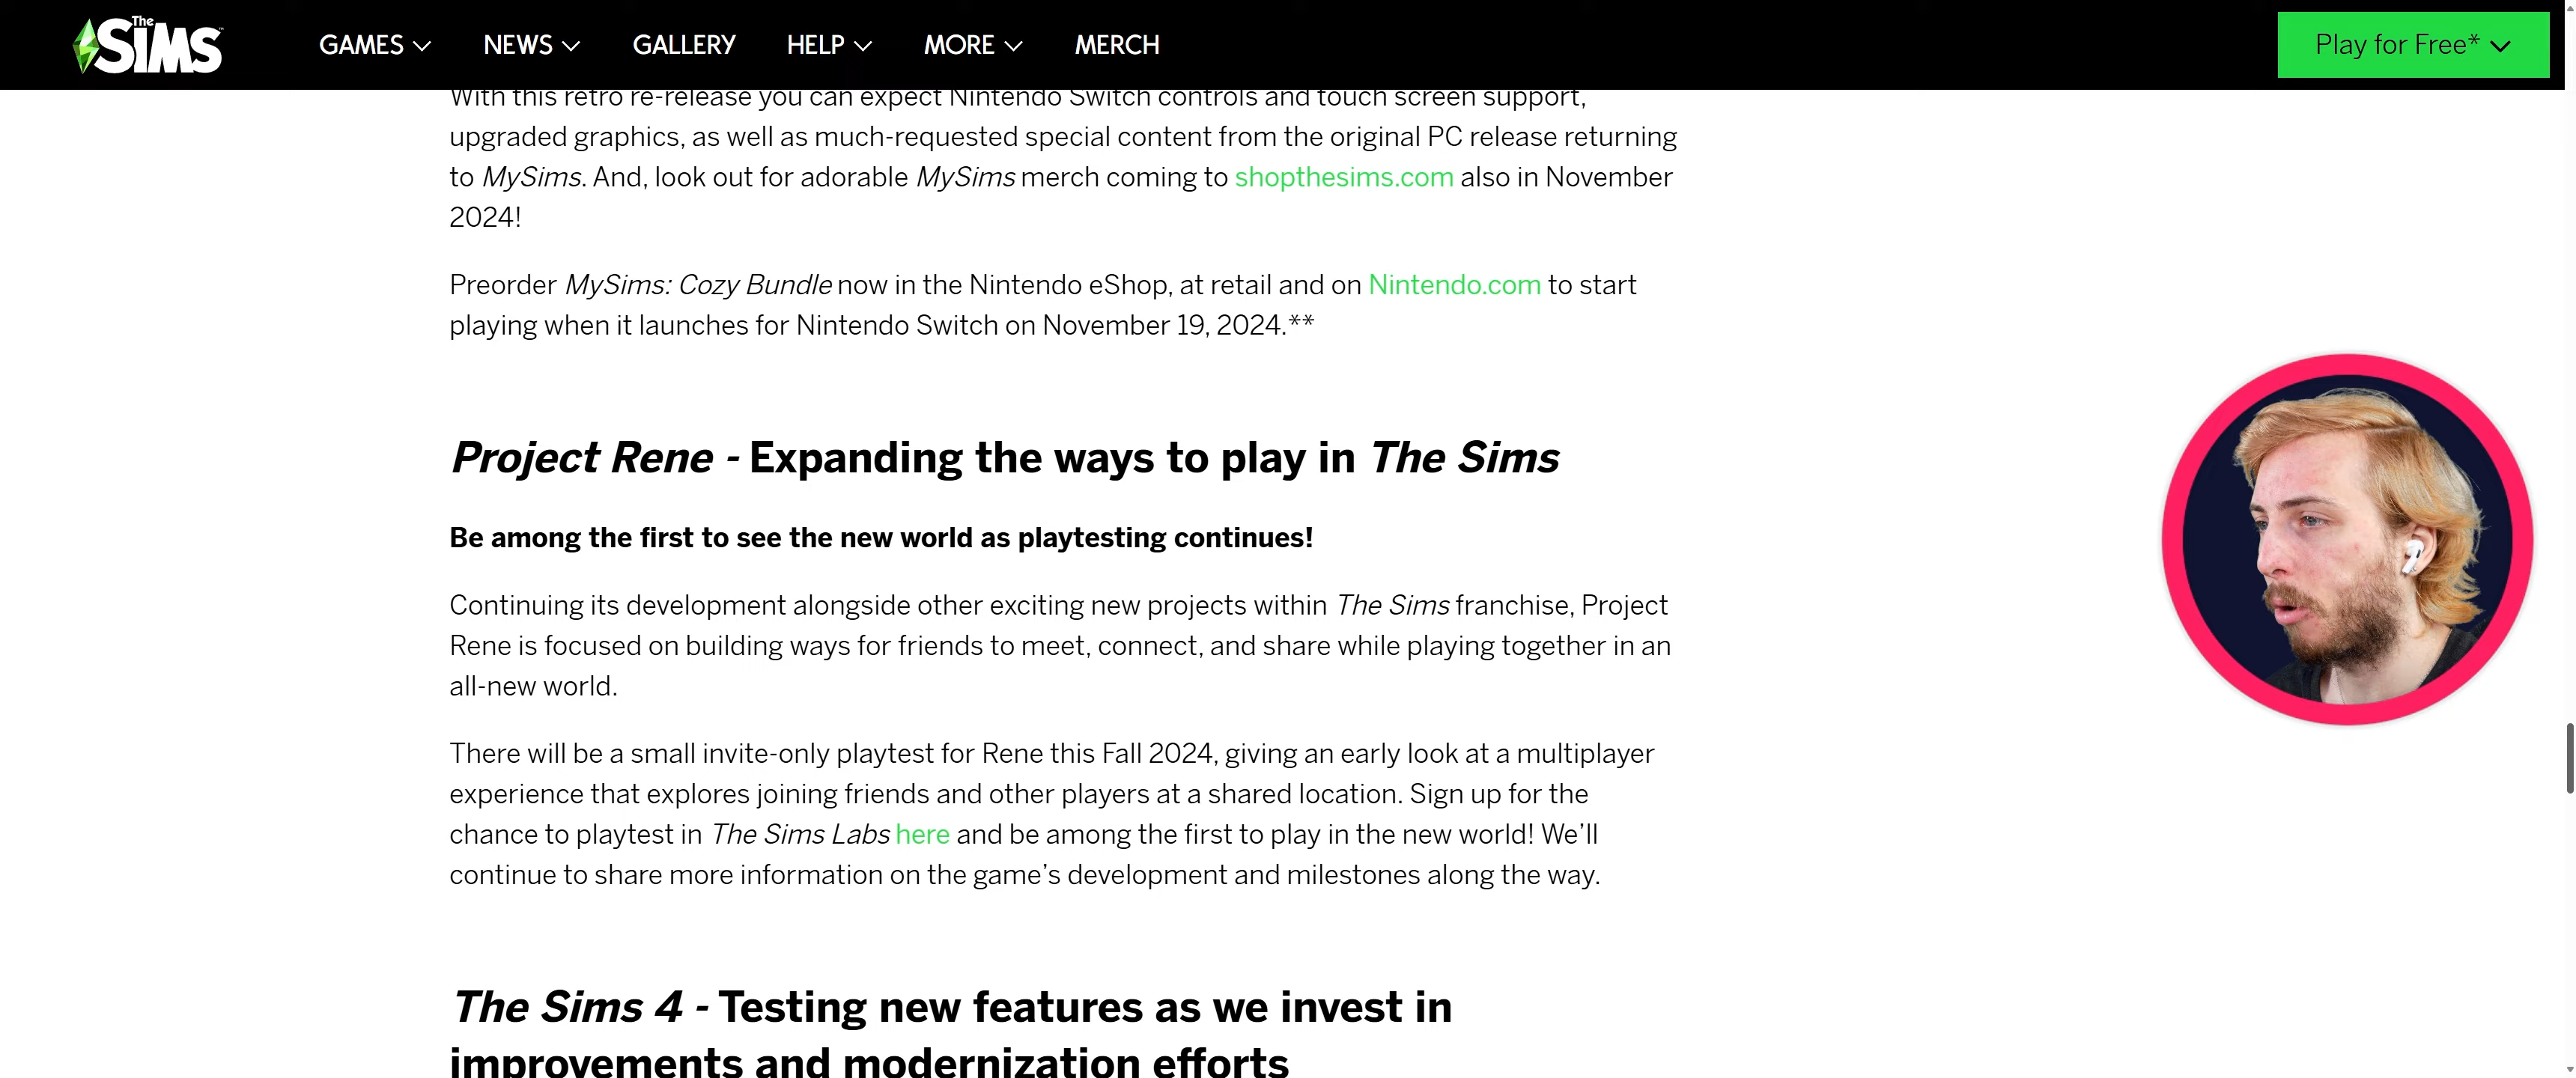 The SiMS
GAMES NEWS GALLERY HELP MORE MERCH
Play for Free*
With this retro re-release you can expect Nintendo Switch controls and touch screen support,
upgraded graphics, as well as much-requested special content from the original PC release returning
to MySims. And, look out for adorable MySims merch coming to shopthesims.com also in November
2024!
Preorder MySims: Cozy Bundle now in the Nintendo eShop, at retail and on Nintendo.com to start
playing when it launches for Nintendo Switch on November 19, 2024.**
Project Rene - Expanding the ways to play in The Sims
Be among the first to see the new world as playtesting continues!
Continuing its development alongside other exciting new projects within The Sims franchise, Project
Rene is focused on building ways for friends to meet, connect, and share while playing together in an
all-new world.
There will be a small invite-only playtest for Rene this Fall 2024, giving an early look at a multiplayer
experience that explores joining friends and other players at a shared location. Sign up for the
chance to playtest in The Sims Labs here and be among the first to play in the new world! We’ll
continue to share more information on the game’s development and milestones along the way.
The Sims 4 - Testing new features as we invest in
improvements and modernization efforts